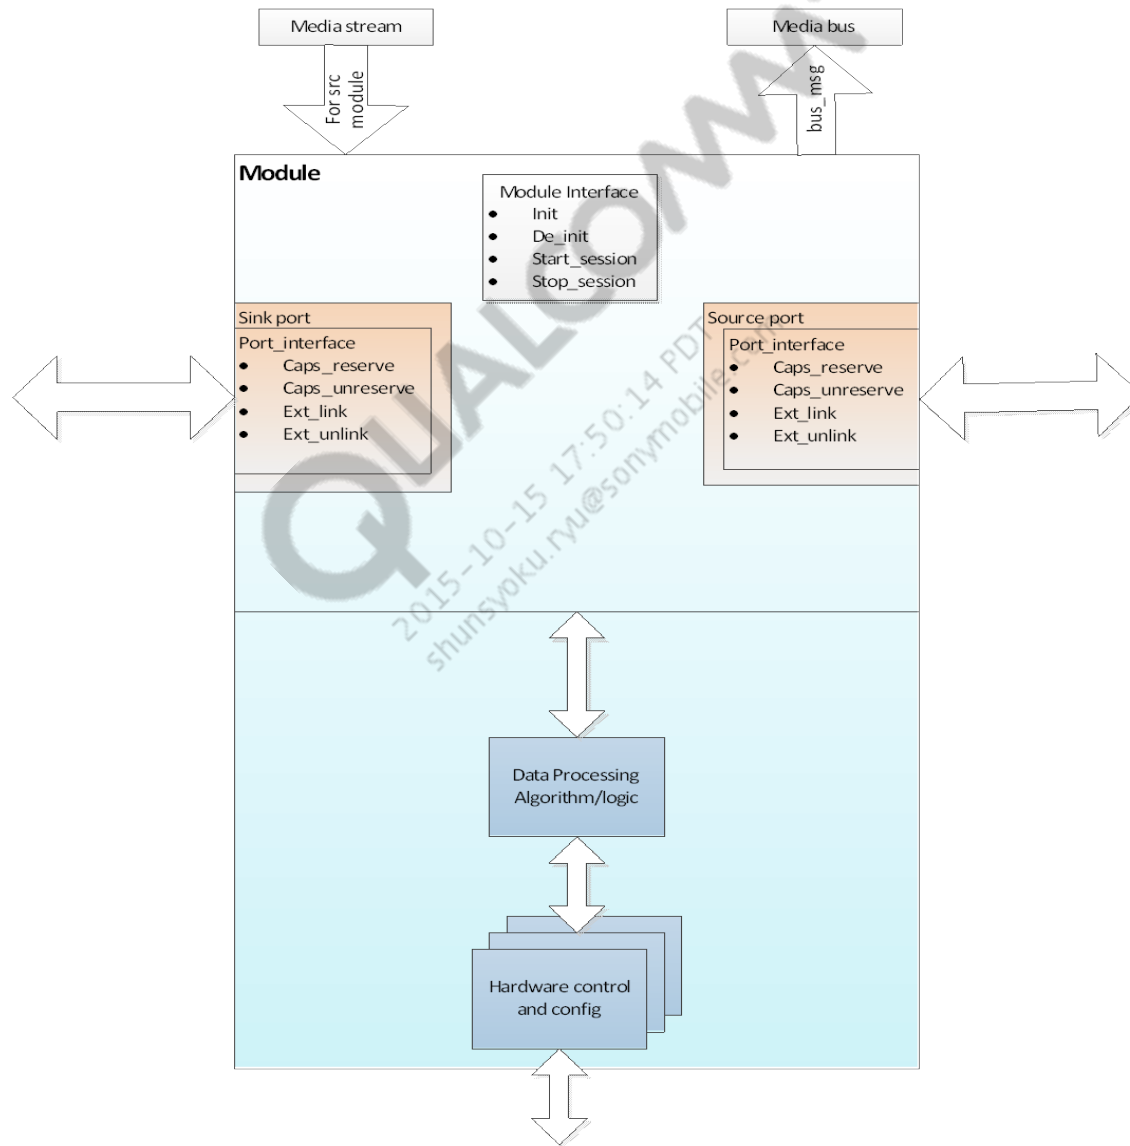 Media stream
Media bus
For src
module
bus_msg
Module
Module Interface
• Init
• De_init
• Start_session
• Stop_session
Sink port
Port_interface
• Caps_reserve
• Caps_unreserve
• Ext_link
• Ext_unlink
Source port
Port_interface
• Caps_reserve
• Caps_unreserve
• Ext_link
• Ext_unlink
QUALCOMM
2015-10-15 17:50:14 PDT
shunsyoku.ryu@sonymobile.com
Data Processing
Algorithm/logic
Hardware control
and config